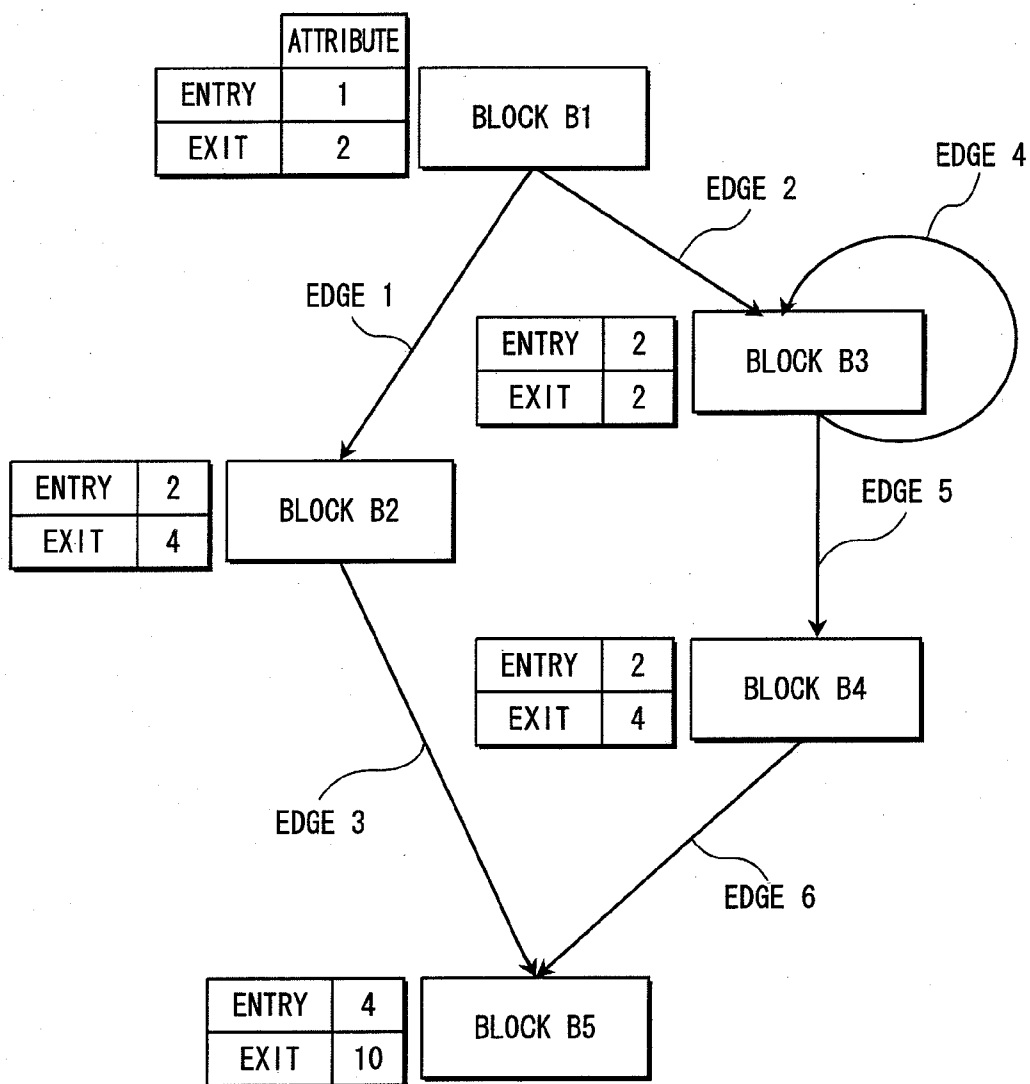 ATTRIBUTE
ENTRY 1
EXIT 2
BLOCK B1
EDGE 4
EDGE 2
EDGE 1
ENTRY 2
EXIT 2
BLOCK B3
ENTRY 2
EXIT 4
BLOCK B2
EDGE 5
ENTRY 2
EXIT 4
BLOCK B4
EDGE 3
EDGE 6
ENTRY 4
EXIT 10
BLOCK B5